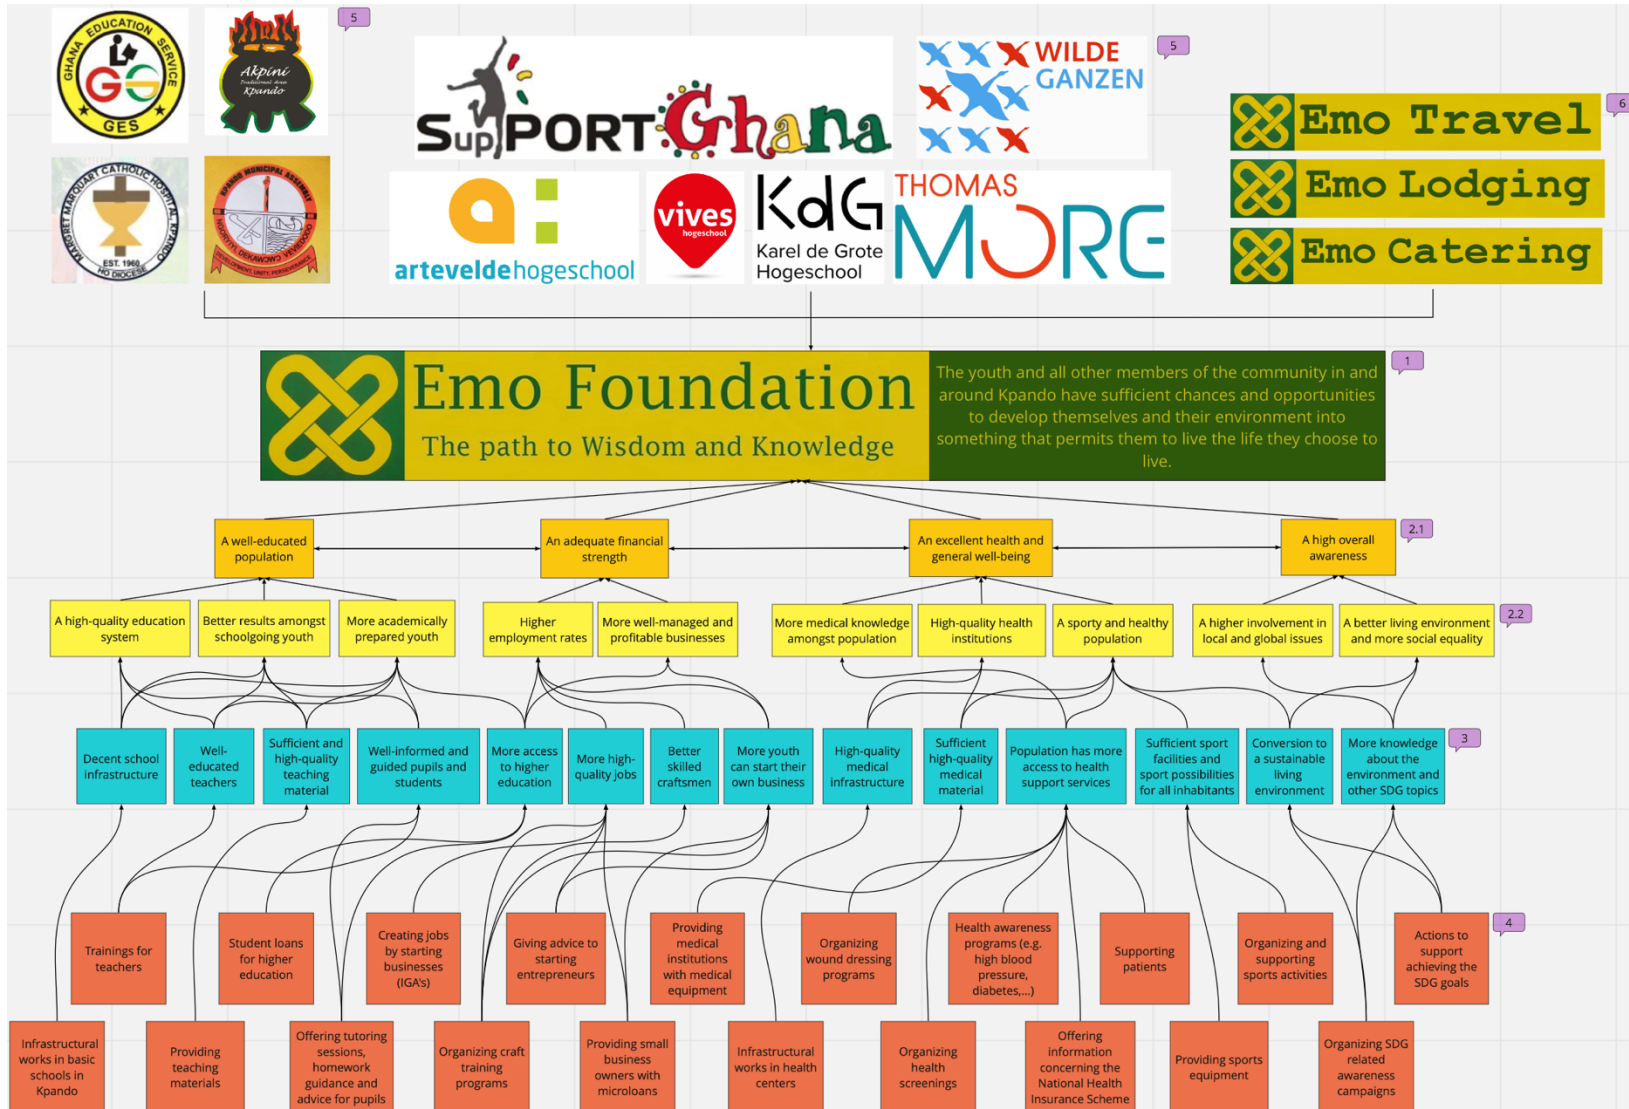 GHANA EDUCATION SERVICE
GES
Akpini
Traditional Area
Kpando
5
SupPORT Ghana
WILDE
GANZEN
5
Emo Travel
6
Emo Lodging
Emo Catering
MARGRET MARQUART CATHOLIC HOSPITAL, KPANDO
EST. 1960
HO DIOCESE
KPANDO MUNICIPAL ASSEMBLY
DEVELOPMENT, UNITY, PERSEVERANCE
a:
arteveldehogeschool
vives
hogeschool
KdG
Karel de Grote
Hogeschool
THOMAS
MORE
Emo Foundation
The path to Wisdom and Knowledge
The youth and all other members of the community in and
around Kpando have sufficient chances and opportunities
to develop themselves and their environment into
something that permits them to live the life they choose to
live.
1
A well-educated
population
An adequate financial
strength
An excellent health and
general well-being
A high overall
awareness
2.1
A high-quality education
system
Better results amongst
schoolgoing youth
More academically
prepared youth
Higher
employment rates
More well-managed and
profitable businesses
More medical knowledge
amongst population
High-quality health
institutions
A sporty and healthy
population
A higher involvement in
local and global issues
A better living environment
and more social equality
2.2
Decent school
infrastructure
Well-
educated
teachers
Sufficient and
high-quality
teaching
material
Well-informed and
guided pupils and
students
More access
to higher
education
More high-
quality jobs
Better
skilled
craftsmen
More youth
can start their
own business
High-quality
medical
infrastructure
Sufficient
high-quality
medical
material
Population has more
access to health
support services
Sufficient sport
facilities and
sport possibilities
for all inhabitants
Conversion to
a sustainable
living
environment
More knowledge
about the
environment and
other SDG topics
3
Trainings for
teachers
Student loans
for higher
education
Creating jobs
by starting
businesses
(IGA's)
Giving advice to
starting
entrepreneurs
Providing
medical
institutions
with medical
equipment
Organizing
wound dressing
programs
Health awareness
programs (e.g.
high blood
pressure,
diabetes,...)
Supporting
patients
Organizing and
supporting
sports activities
Actions to
support
achieving the
SDG goals
4
Infrastructural
works in basic
schools in
Kpando
Providing
teaching
materials
Offering tutoring
sessions,
homework
guidance and
advice for pupils
Organizing craft
training
programs
Providing small
business
owners with
microloans
Infrastructural
works in health
centers
Organizing
health
screenings
Offering
information
concerning the
National Health
Insurance Scheme
Providing sports
equipment
Organizing SDG
related
awareness
campaigns